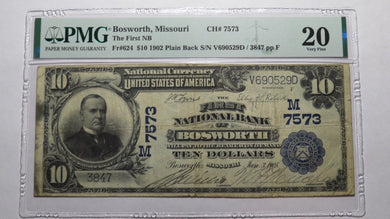 PMG
PAPER MONEY GUARANTY
Bosworth, Missouri CH# 7573
The First NB
Fr#624 $10 1902 Plain Back S/N V690529D / 3847 pp.F
20
Very Fine
National Currency
UNITED STATES OF AMERICA
10
10
V690529D
M
7573
THE
FIRST
NATIONAL BANK
OF
BOSWORTH
M
7573
TEN DOLLARS
Bosworth
3847
10